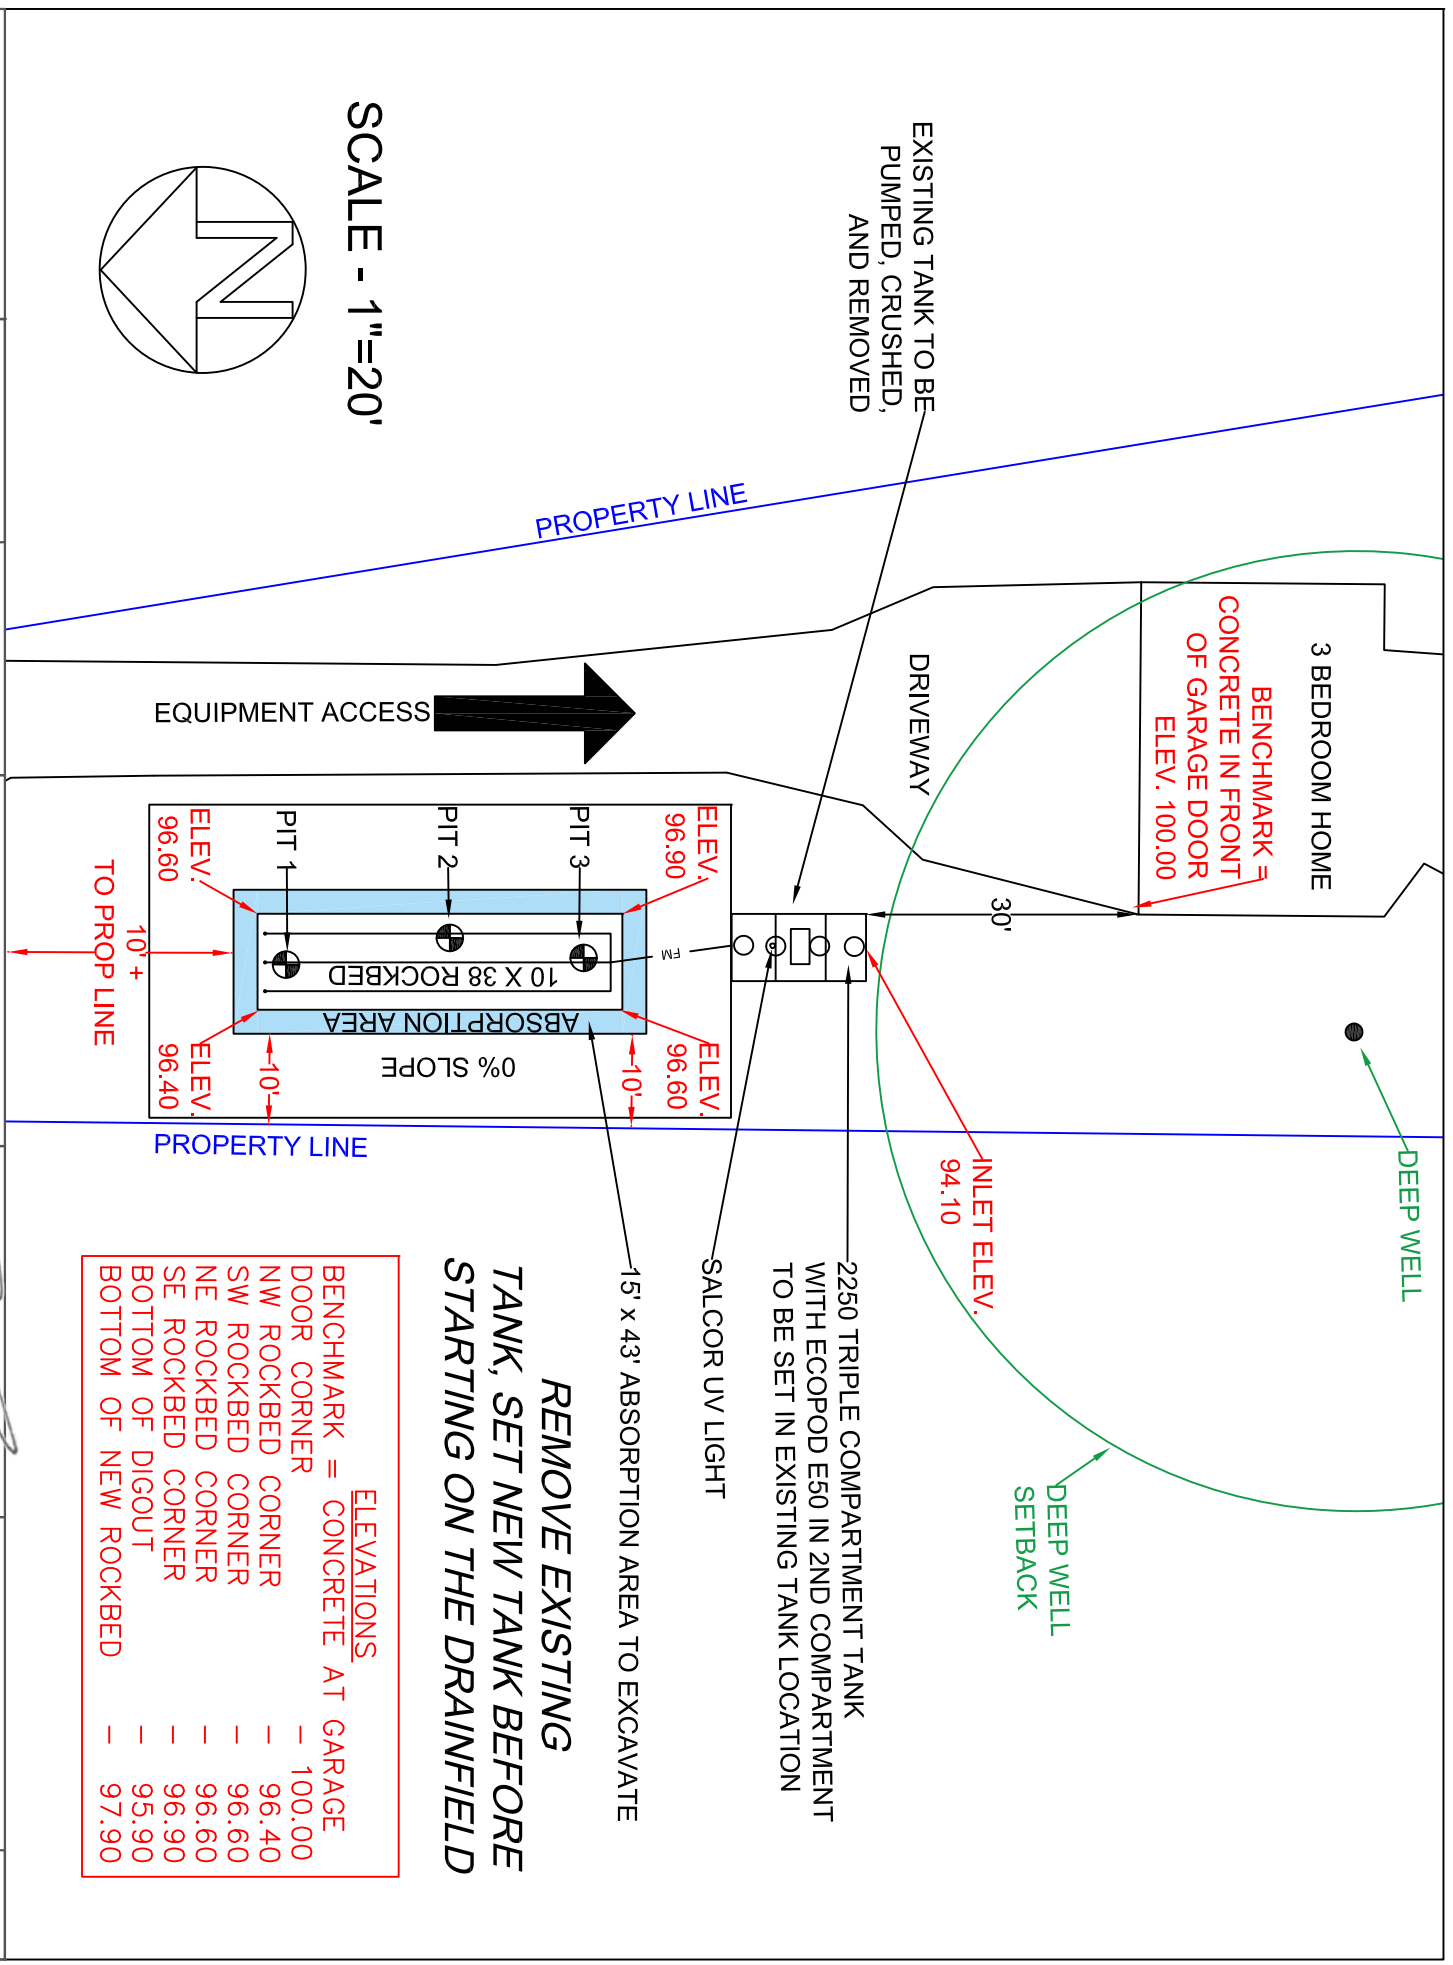 3 BEDROOM HOME
BENCHMARK =
CONCRETE IN FRONT
OF GARAGE DOOR
ELEV. 100.00
DEEP WELL
DEEP WELL
SETBACK
30'
DRIVEWAY
EXISTING TANK TO BE
PUMPED, CRUSHED,
AND REMOVED
INLET ELEV.
94.10
2250 TRIPLE COMPARTMENT TANK
WITH ECOPOD E50 IN 2ND COMPARTMENT
TO BE SET IN EXISTING TANK LOCATION
SALCOR UV LIGHT
15' x 43' ABSORPTION AREA TO EXCAVATE
PROPERTY LINE
EQUIPMENT ACCESS
FM
ELEV.
96.90
ELEV.
96.60
PIT 3
PIT 2
PIT 1
10 X 38 ROCKBED
ABSORPTION AREA
0% SLOPE
10'
10'
ELEV.
96.60
ELEV.
96.40
10' +
TO PROP LINE
PROPERTY LINE
REMOVE EXISTING
TANK, SET NEW TANK BEFORE
STARTING ON THE DRAINFIELD
SCALE - 1"=20'
N
ELEVATIONS
BENCHMARK = CONCRETE AT GARAGE
DOOR CORNER - 100.00
NW ROCKBED CORNER - 96.40
SW ROCKBED CORNER - 96.60
NE ROCKBED CORNER - 96.60
SE ROCKBED CORNER - 96.90
BOTTOM OF DIGOUT - 95.90
BOTTOM OF NEW ROCKBED - 97.90